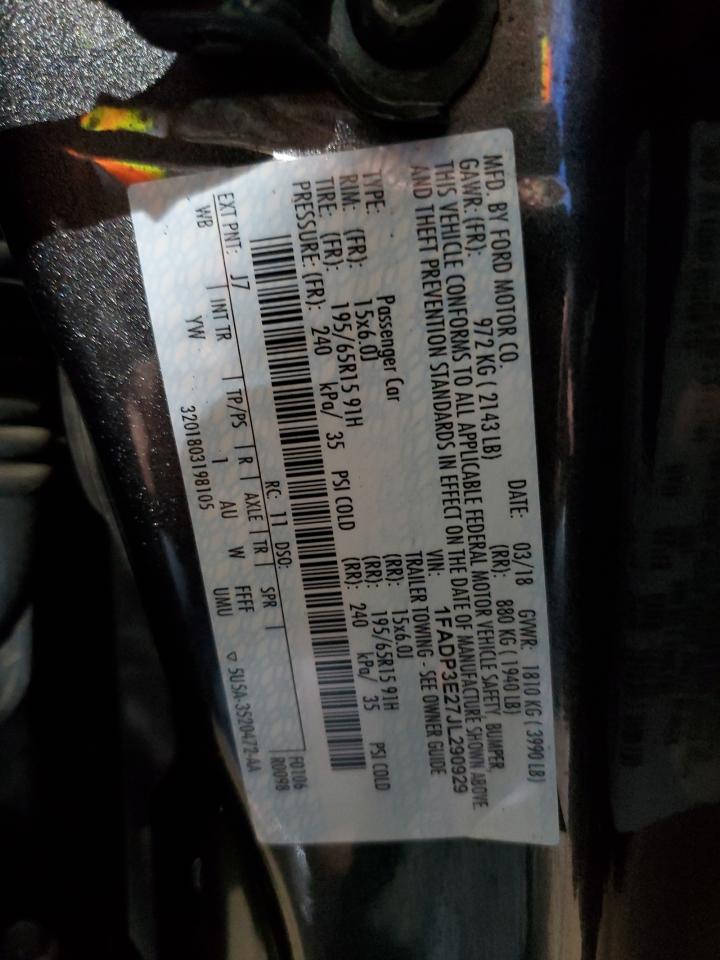 MFD. BY FORD MOTOR CO. DATE: 03/18 GVWR: 1810 KG ( 3990 LB)
GAWR: (FR): 972 KG ( 2143 LB) (RR): 880 KG ( 1940 LB)
THIS VEHICLE CONFORMS TO ALL APPLICABLE FEDERAL MOTOR VEHICLE SAFETY, BUMPER,
AND THEFT PREVENTION STANDARDS IN EFFECT ON THE DATE OF MANUFACTURE SHOWN ABOVE.
VIN: 1FADP3E27JL290929
TYPE: Passenger Car TRAILER TOWING - SEE OWNER GUIDE
RIM: (FR): 15x6.0J (RR): 15x6.0J
TIRE: (FR): 195/65R15 91H (RR): 195/65R15 91H
PRESSURE: (FR): 240 kPa/ 35 PSI COLD (RR): 240 kPa/ 35 PSI COLD
RC: 11 DSO: F0106
EXT PNT: J7 INT TR TP/PS R AXLE TR SPR R0098
WB YW 1 AU W FFFF UMU
3201803198105 ▽ 5U5A-3520472-AA